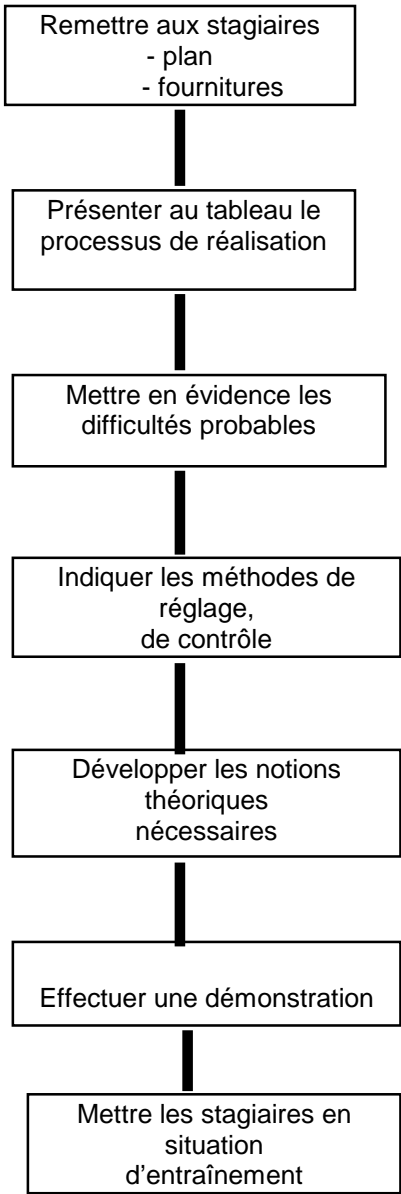 Remettre aux stagiaires
- plan
- fournitures
Présenter au tableau le
processus de réalisation
Mettre en évidence les
difficultés probables
Indiquer les méthodes de
réglage,
de contrôle
Développer les notions
théoriques
nécessaires
Effectuer une démonstration
Mettre les stagiaires en
situation
d'entraînement